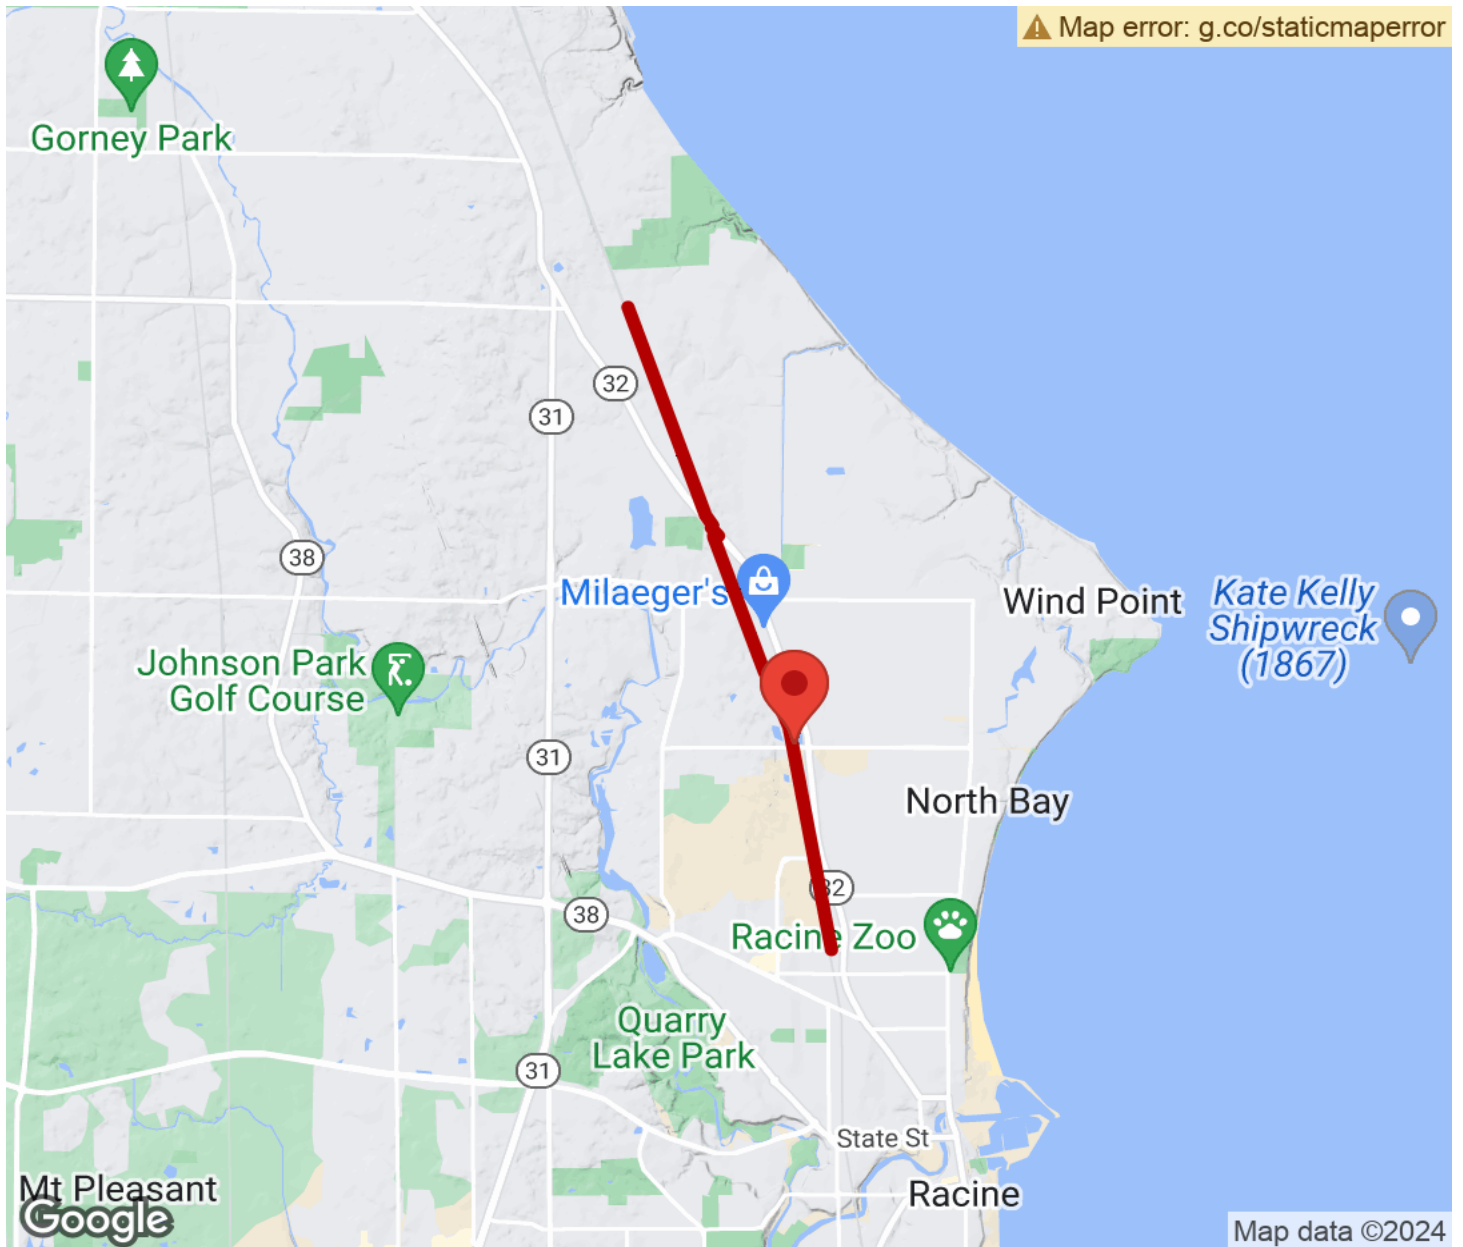 Map error: g.co/staticmaperror
Gorney Park
32
31
38
Milaeger's
Wind Point
Kate Kelly
Shipwreck
(1867)
Johnson Park
Golf Course
31
North Bay
32
38
Racine Zoo
Quarry
Lake Park
31
State St
Mt Pleasant
Racine
Google
Map data ©2024